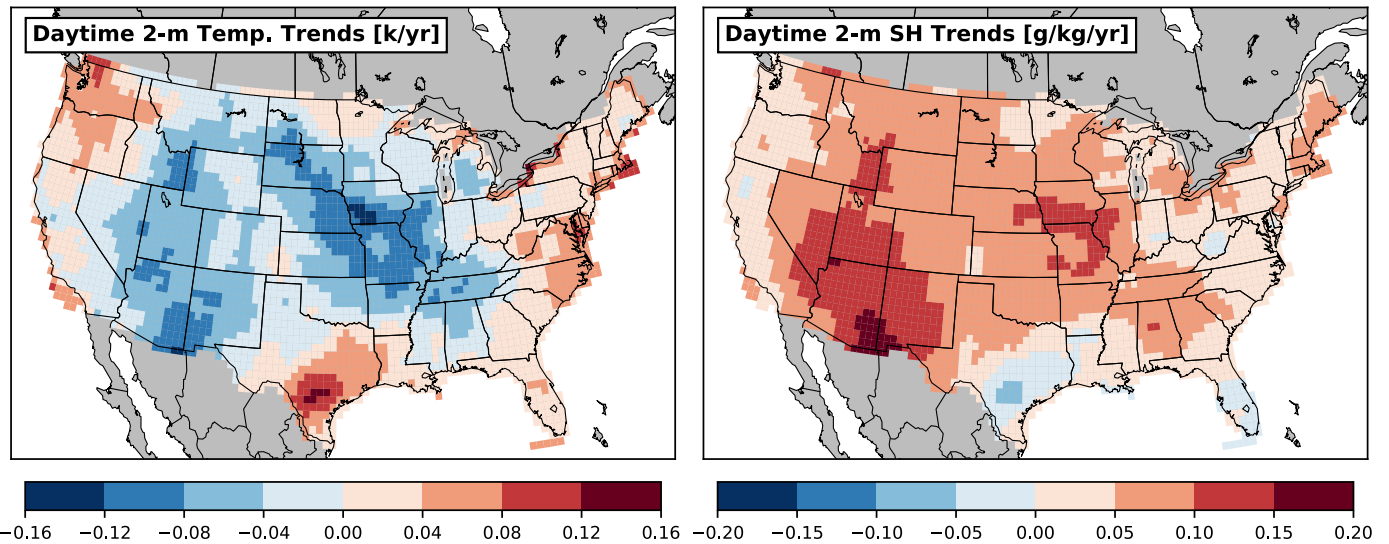 Daytime 2-m Temp. Trends [k/yr]
Daytime 2-m SH Trends [g/kg/yr]
−0.16 −0.12 −0.08 −0.04 0.00 0.04 0.08 0.12 0.16
−0.20 −0.15 −0.10 −0.05 0.00 0.05 0.10 0.15 0.20